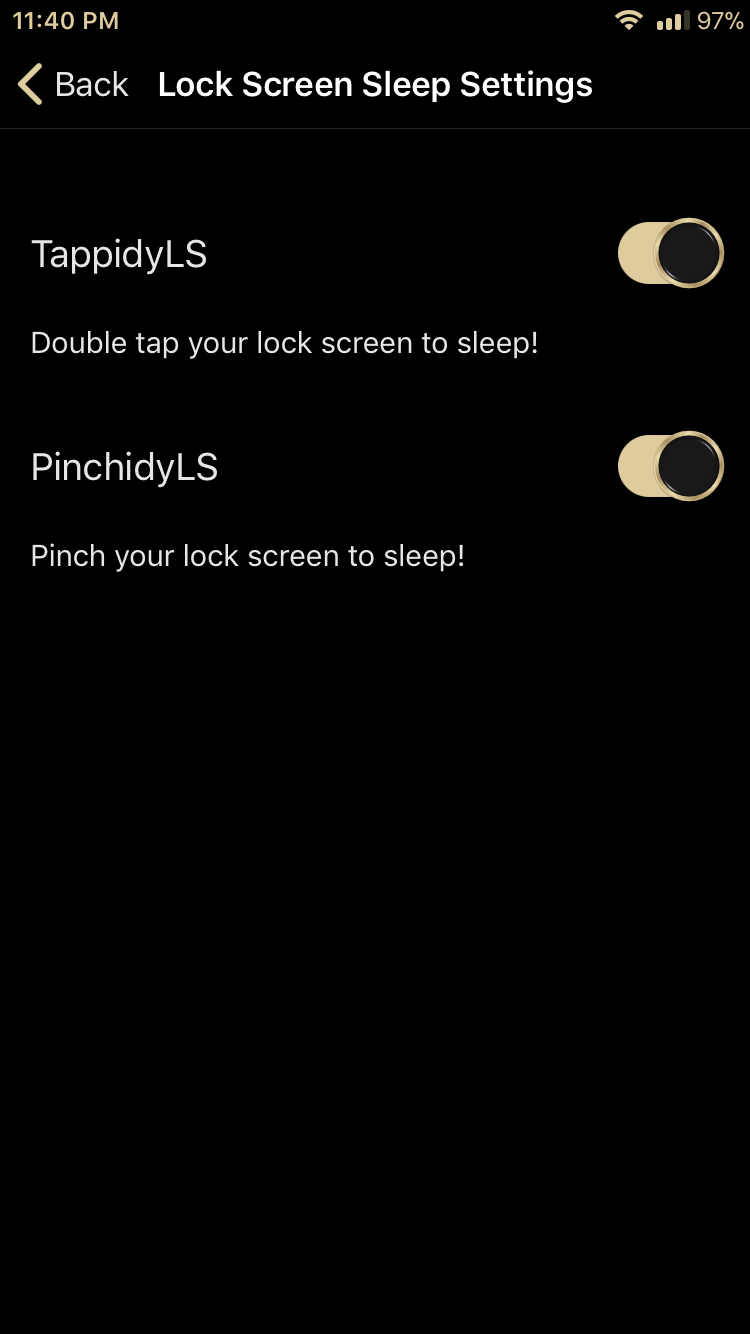 11:40 PM 97%
Back Lock Screen Sleep Settings
TappidyLS
Double tap your lock screen to sleep!
PinchidyLS
Pinch your lock screen to sleep!